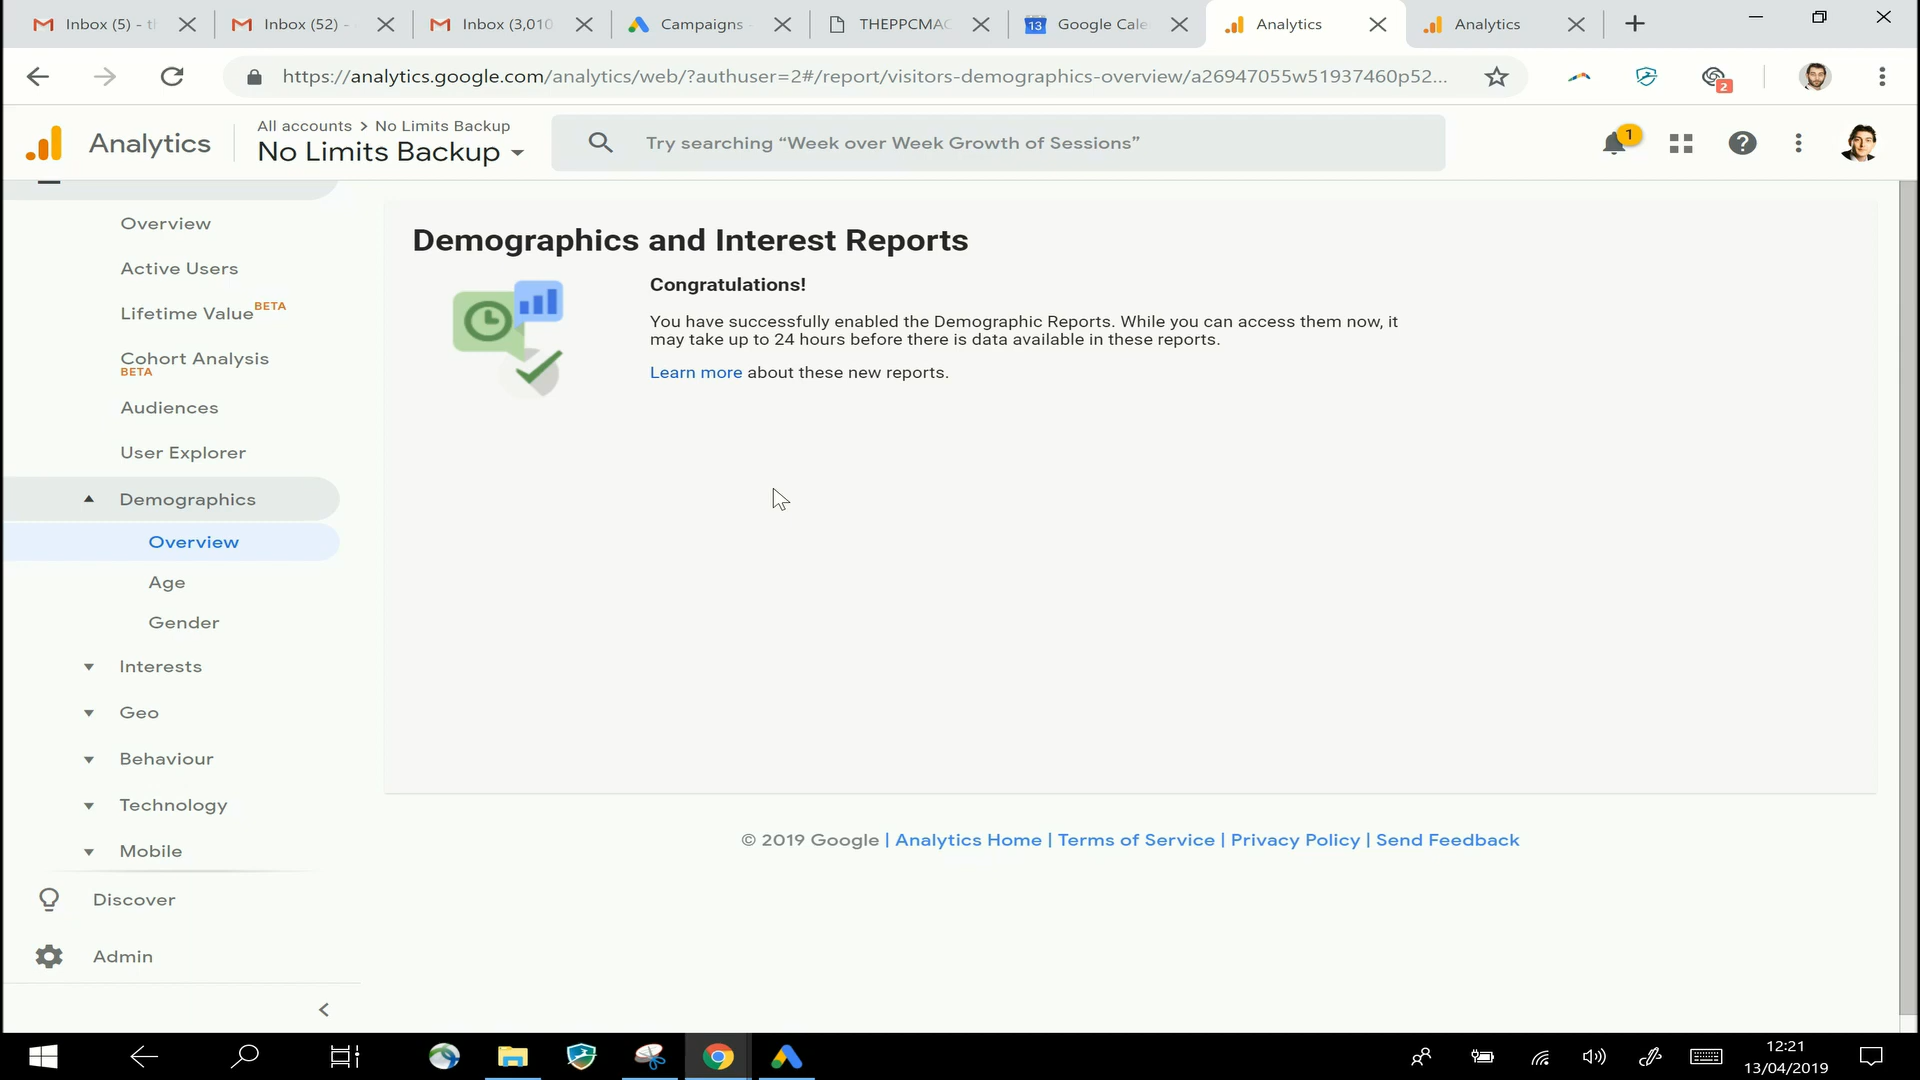 Inbox (5) - th
Inbox (52) -
Inbox (3,010
Campaigns -
THEPPCMAC
13
Google Cale
Analytics
Analytics
https://analytics.google.com/analytics/web/?authuser=2#/report/visitors-demographics-overview/a26947055w51937460p52...
2
Analytics
All accounts > No Limits Backup
No Limits Backup
Try searching “Week over Week Growth of Sessions”
1
Overview
Active Users
Lifetime Value BETA
Cohort Analysis
BETA
Audiences
User Explorer
Demographics
Overview
Age
Gender
Interests
Geo
Behaviour
Technology
Mobile
Discover
Admin
Demographics and Interest Reports
Congratulations!
You have successfully enabled the Demographic Reports. While you can access them now, it
may take up to 24 hours before there is data available in these reports.
Learn more about these new reports.
© 2019 Google | Analytics Home | Terms of Service | Privacy Policy | Send Feedback
12:21
13/04/2019